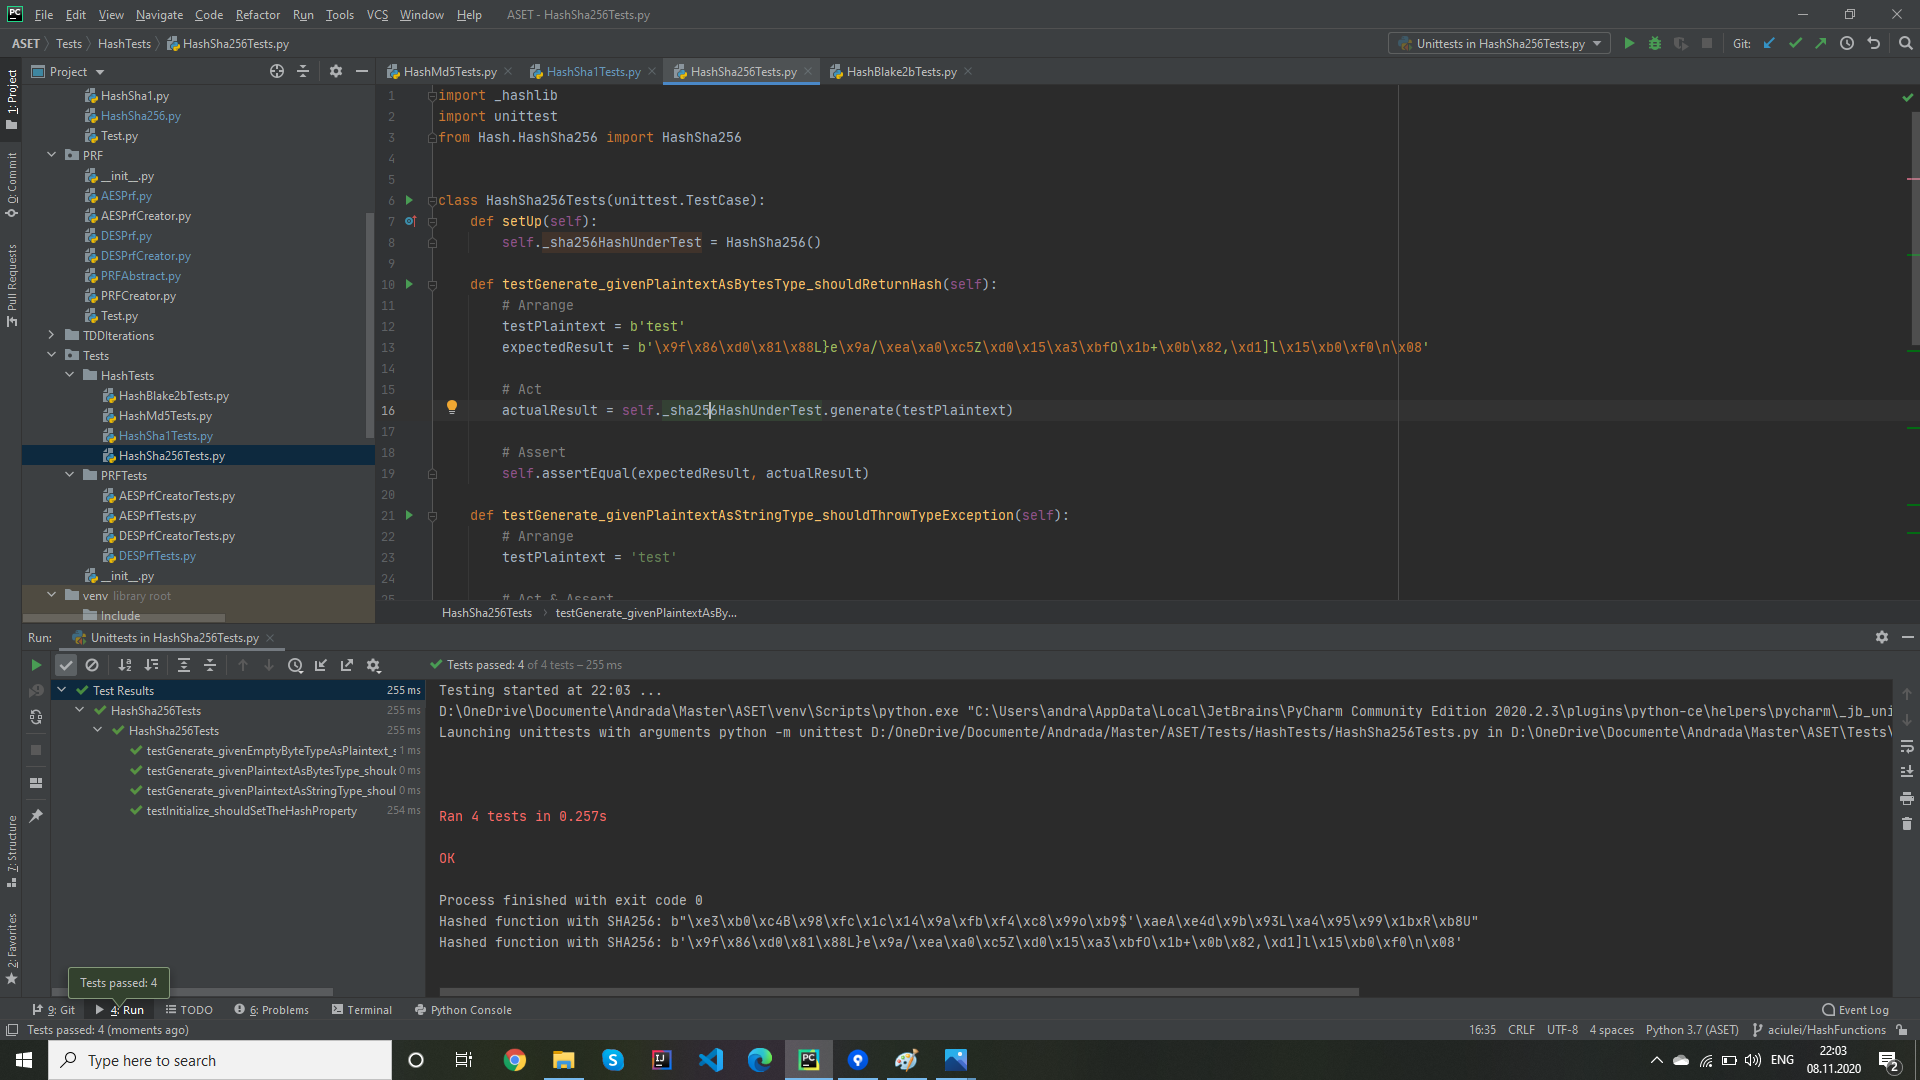 PC File Edit View Navigate Code Refactor Run Tools VCS Window Help ASET - HashSha256Tests.py
ASET Tests HashTests HashSha256Tests.py Unittests in HashSha256Tests.py Git:
Project
HashMd5Tests.py HashSha1Tests.py HashSha256Tests.py HashBlake2bTests.py
1: Project
0: Commit
Pull Requests
HashSha1.py
HashSha256.py
Test.py
PRF
__init__.py
AESPrf.py
AESPrfCreator.py
DESPrf.py
DESPrfCreator.py
PRFAbstract.py
PRFCreator.py
Test.py
TDDIterations
Tests
HashTests
HashBlake2bTests.py
HashMd5Tests.py
HashSha1Tests.py
HashSha256Tests.py
PRFTests
AESPrfCreatorTests.py
AESPrfTests.py
DESPrfCreatorTests.py
DESPrfTests.py
__init__.py
venv library root
Include
1 import _hashlib
2 import unittest
3 from Hash.HashSha256 import HashSha256
4
5
6 class HashSha256Tests(unittest.TestCase):
7 def setUp(self):
8 self._sha256HashUnderTest = HashSha256()
9
10 def testGenerate_givenPlaintextAsBytesType_shouldReturnHash(self):
11 # Arrange
12 testPlaintext = b'test'
13 expectedResult = b'\x9f\x86\xd0\x81\x88L}e\x9a/\xea\xa0\xc5Z\xd0\x15\xa3\xbfO\x1b+\x0b\x82,\xd1]l\x15\xb0\xf0\n\x08'
14
15 # Act
16 actualResult = self._sha256HashUnderTest.generate(testPlaintext)
17
18 # Assert
19 self.assertEqual(expectedResult, actualResult)
20
21 def testGenerate_givenPlaintextAsStringType_shouldThrowTypeException(self):
22 # Arrange
23 testPlaintext = 'test'
24
25 # Act & Assert
HashSha256Tests testGenerate_givenPlaintextAsBy...
Run: Unittests in HashSha256Tests.py
Tests passed: 4 of 4 tests – 255 ms
Test Results 255 ms
HashSha256Tests 255 ms
HashSha256Tests 255 ms
testGenerate_givenEmptyByteTypeAsPlaintext_s 1 ms
testGenerate_givenPlaintextAsBytesType_shoul 0 ms
testGenerate_givenPlaintextAsStringType_shoul 0 ms
testInitialize_shouldSetTheHashProperty 254 ms
Testing started at 22:03 ...
D:\OneDrive\Documente\Andrada\Master\ASET\venv\Scripts\python.exe "C:\Users\andra\AppData\Local\JetBrains\PyCharm Community Edition 2020.2.3\plugins\python-ce\helpers\pycharm\_jb_uni
Launching unittests with arguments python -m unittest D:/OneDrive/Documente/Andrada/Master/ASET/Tests/HashTests/HashSha256Tests.py in D:\OneDrive\Documente\Andrada\Master\ASET\Tests\
Ran 4 tests in 0.257s
OK
Process finished with exit code 0
Hashed function with SHA256: b"\xe3\xb0\xc4B\x98\xfc\x1c\x14\x9a\xfb\xf4\xc8\x99o\xb9$'\xaeA\xe4d\x9b\x93L\xa4\x95\x99\x1bxR\xb8U"
Hashed function with SHA256: b'\x9f\x86\xd0\x81\x88L}e\x9a/\xea\xa0\xc5Z\xd0\x15\xa3\xbfO\x1b+\x0b\x82,\xd1]l\x15\xb0\xf0\n\x08'
7: Structure
2: Favorites
Tests passed: 4
9: Git 4: Run TODO 6: Problems Terminal Python Console Event Log
Tests passed: 4 (moments ago) 16:35 CRLF UTF-8 4 spaces Python 3.7 (ASET) aciulei/HashFunctions
Type here to search
ENG
22:03
08.11.2020
2